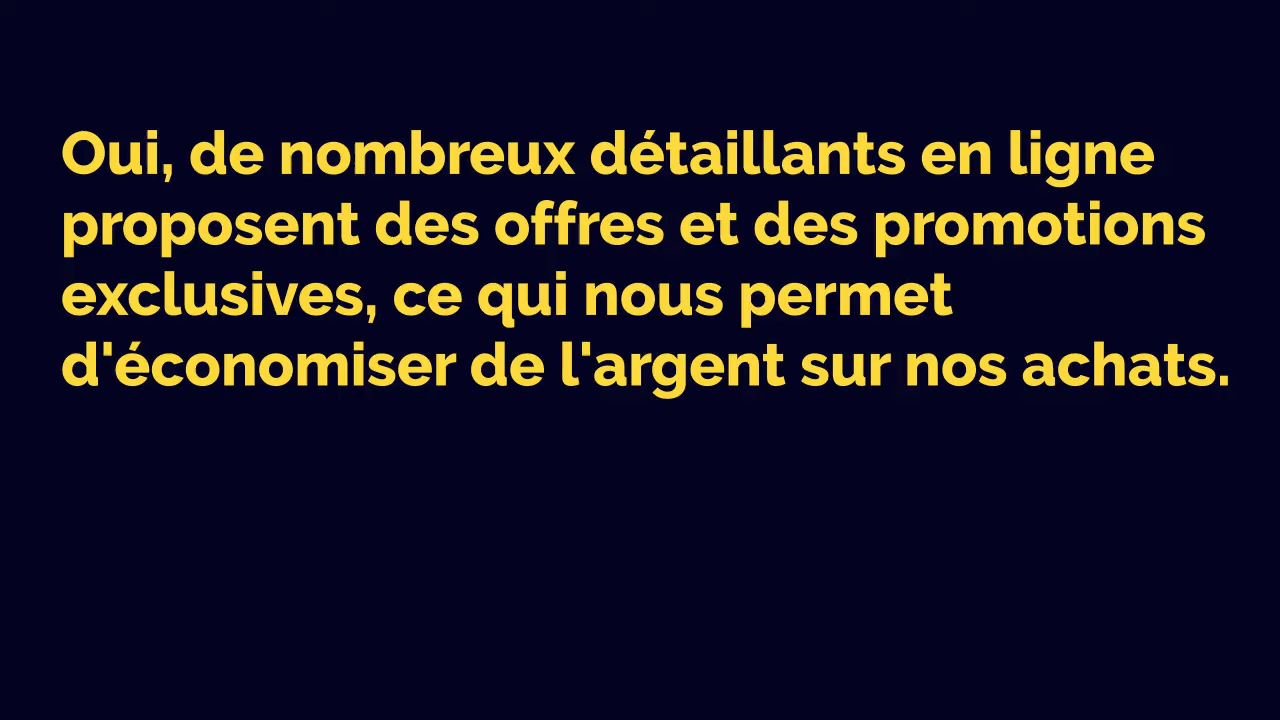 Oui, de nombreux détaillants en ligne
proposent des offres et des promotions
exclusives, ce qui nous permet
d'économiser de l'argent sur nos achats.